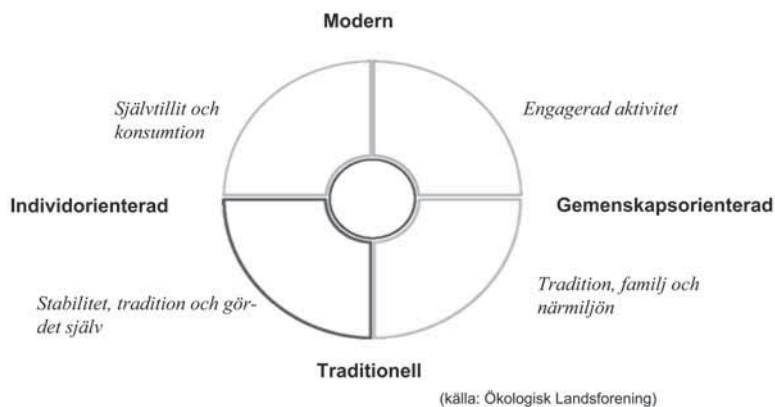 Modern
Självtillit och
konsumtion
Engagerad aktivitet
Individorienterad
Gemenskapsorienterad
Stabilitet, tradition och gör-
det själv
Tradition, familj och
närmiljön
Traditionell
(källa: Ökologisk Landsforening)